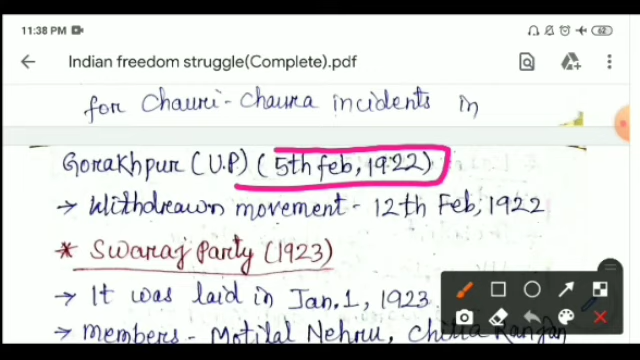 11:38 PM 62
Indian freedom struggle(Complete).pdf
for Chauri-Chaura incidents in
Gorakhpur (U.P) (5th feb, 1922)
→ Withdrawn movement - 12th Feb, 1922
* Swaraj Party (1923)
→ It was laid in Jan. 1, 1923
→ members - Motilal Nehru, Chitta Ranjan